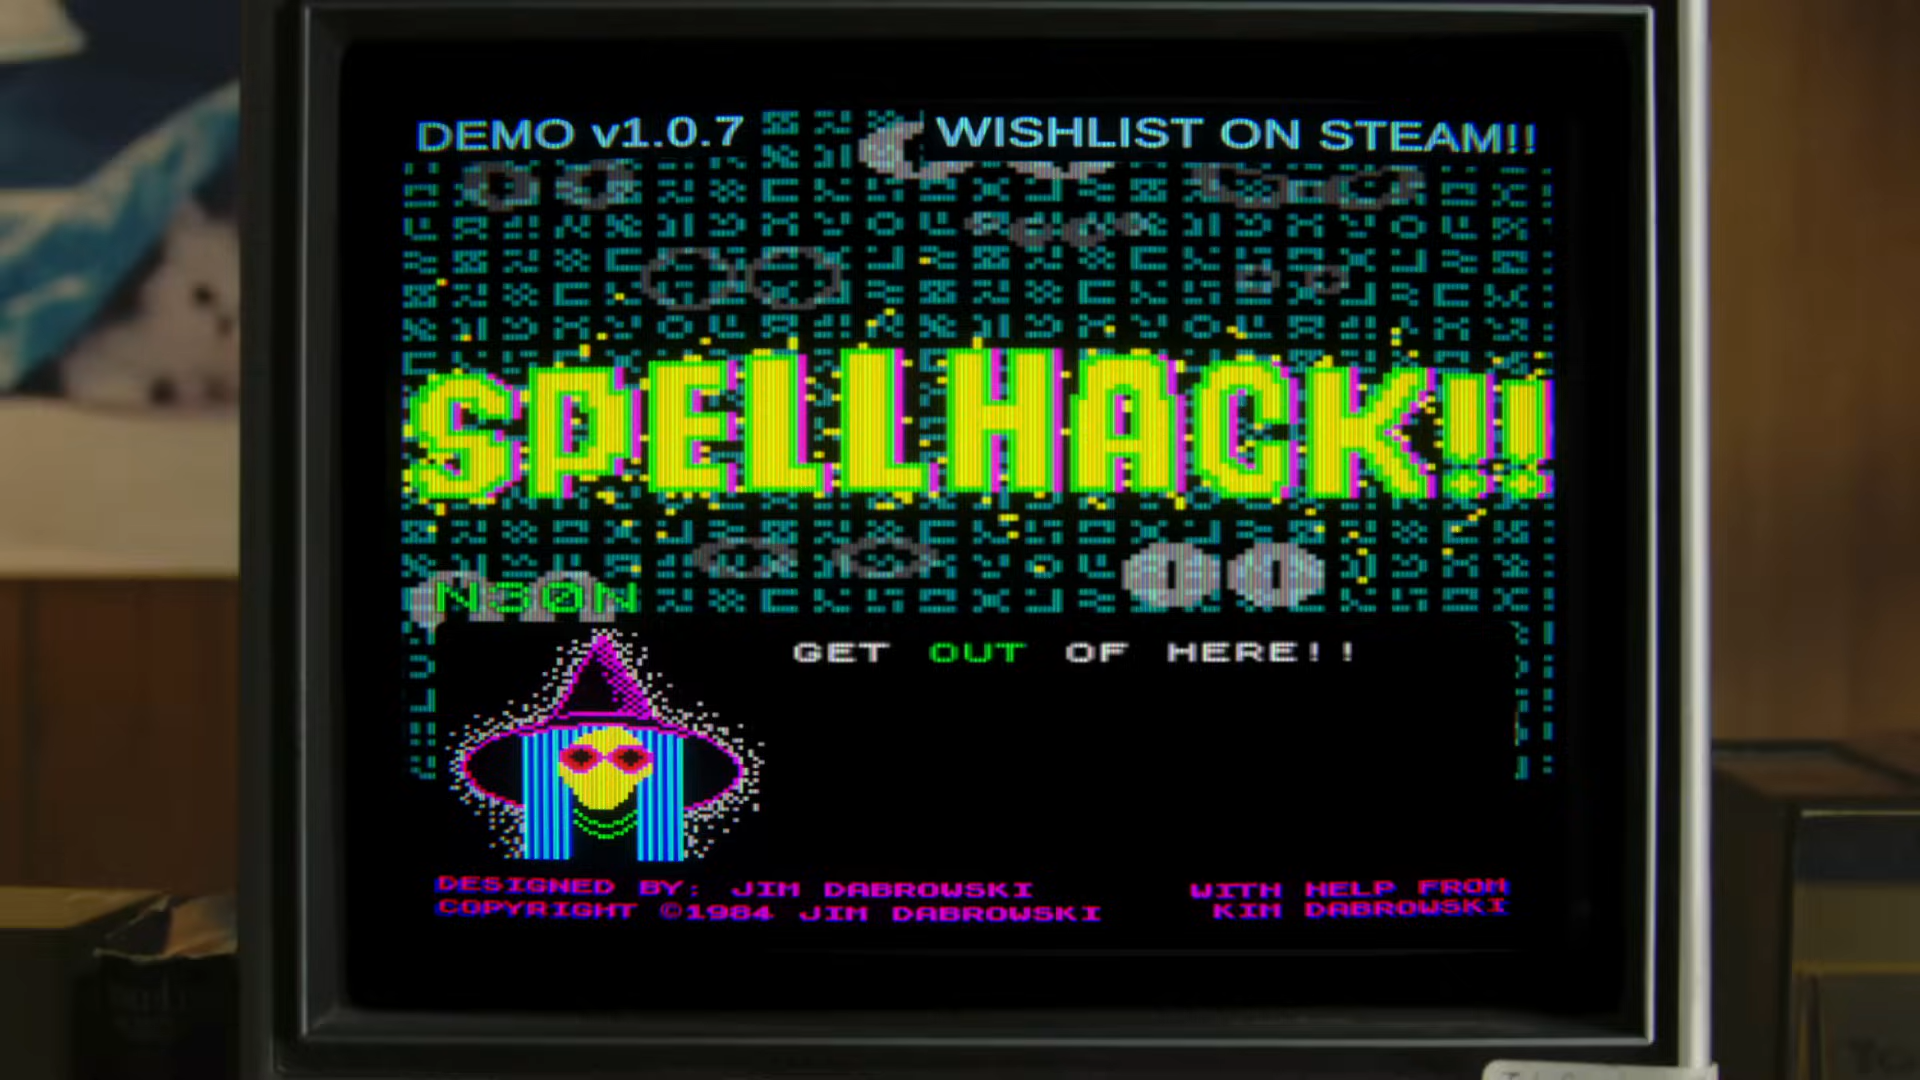 DEMO v1.0.7
WISHLIST ON STEAM!!
SPELLHACK!!
N30N
GET OUT OF HERE!!
DESIGNED BY: JIM DABROWSKI
COPYRIGHT ©1984 JIM DABROWSKI
WITH HELP FROM
KIM DABROWSKI